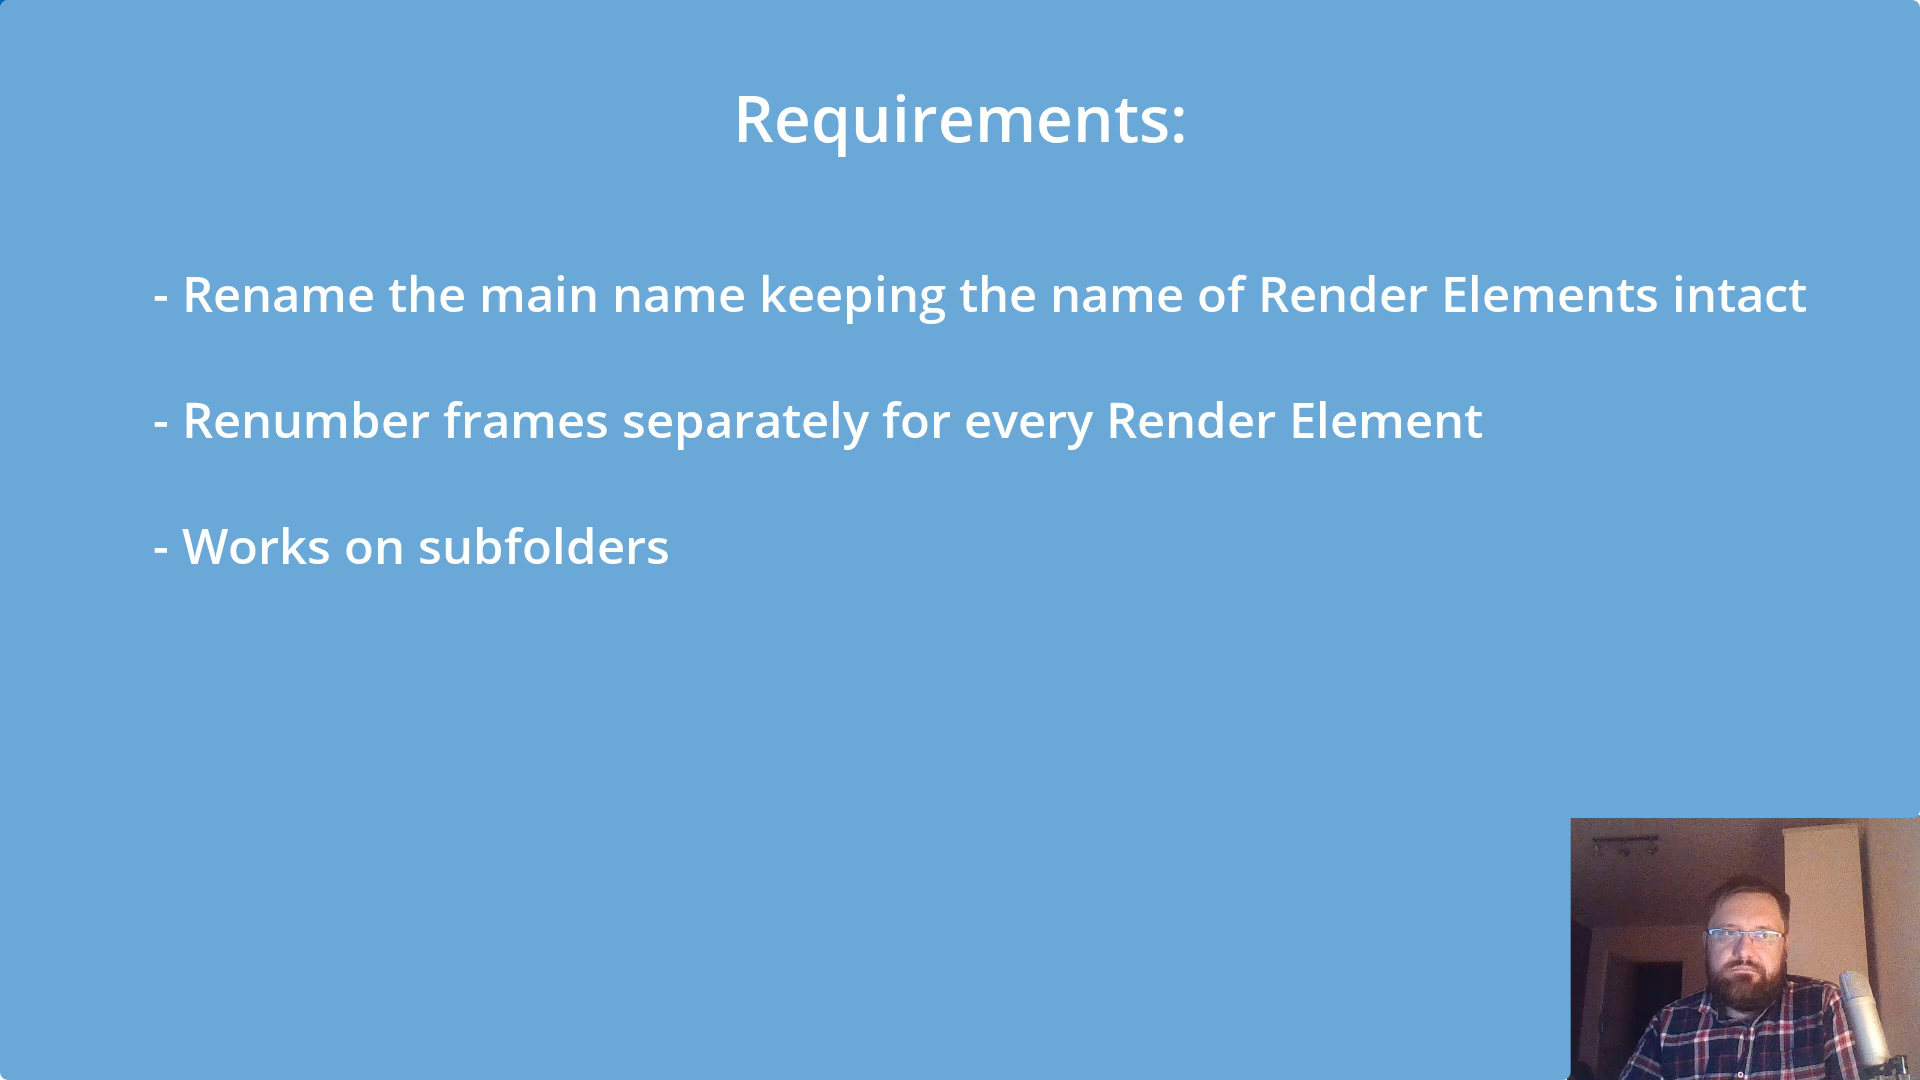 Requirements:
- Rename the main name keeping the name of Render Elements intact
- Renumber frames separately for every Render Element
- Works on subfolders